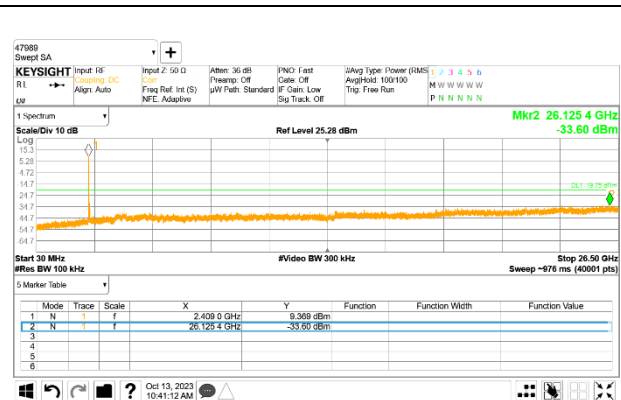 47989
Swept SA
KEYSIGHT Input: RF Input Z: 50 Ω Atten: 36 dB PNO: Fast #Avg Type: Power (RMS 1 2 3 4 5 6
RL Coupling: DC Corr Preamp: Off Gate: Off Avg|Hold: 100/100 M W W W W W
Align: Auto Freq Ref: Int (S) µW Path: Standard IF Gain: Low Trig: Free Run
NFE: Adaptive Sig Track: Off P N N N N N
1 Spectrum
Mkr2 26.125 4 GHz
Scale/Div 10 dB Ref Level 25.28 dBm -33.60 dBm
Log
15.3
1
5.28
-4.72
-14.7
DL1 -19.75 dBm
-24.7
-34.7
-44.7
-54.7
-64.7
Start 30 MHz #Video BW 300 kHz Stop 26.50 GHz
#Res BW 100 kHz Sweep ~976 ms (40001 pts)
5 Marker Table
Mode Trace Scale X Y Function Function Width Function Value
1 N 1 f 2.409 0 GHz 9.369 dBm
2 N 1 f 26.125 4 GHz -33.60 dBm
3
4
5
6
? Oct 13, 2023
10:41:12 AM